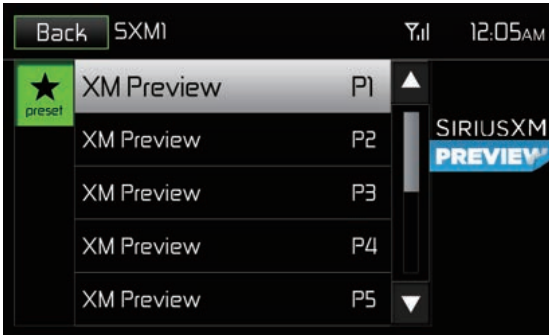 Back SXM1 12:05AM
preset
XM Preview P1
XM Preview P2
XM Preview P3
XM Preview P4
XM Preview P5
SIRIUSXM
PREVIEW